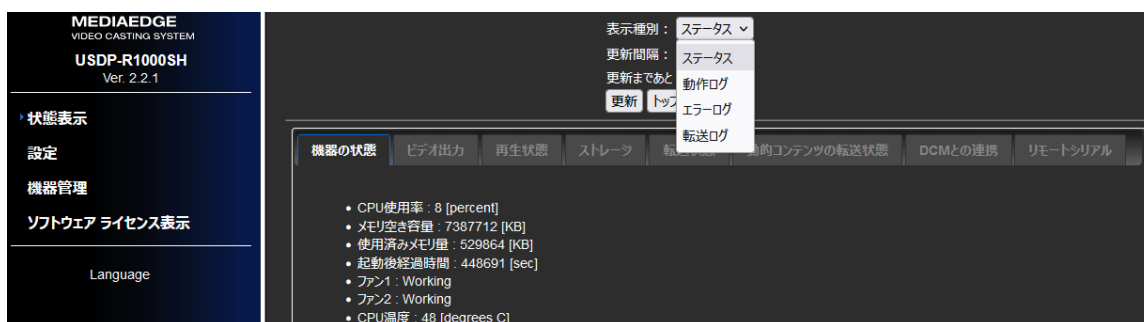 MEDIAEDGE
VIDEO CASTING SYSTEM
USDP-R1000SH
Ver. 2.2.1
状態表示
設定
機器管理
ソフトウェア ライセンス表示
Language
表示種別： ステータス
更新間隔：
更新まであと
更新 トップ
ステータス
動作ログ
エラーログ
転送ログ
機器の状態 ビデオ出力 再生状態 ストレージ 動的コンテンツの転送状態 DCMとの連携 リモートシリアル
• CPU使用率 : 8 [percent]
• メモリ空き容量 : 7387712 [KB]
• 使用済みメモリ量 : 529864 [KB]
• 起動後経過時間 : 448691 [sec]
• ファン1 : Working
• ファン2 : Working
• CPU温度 : 48 [degrees C]